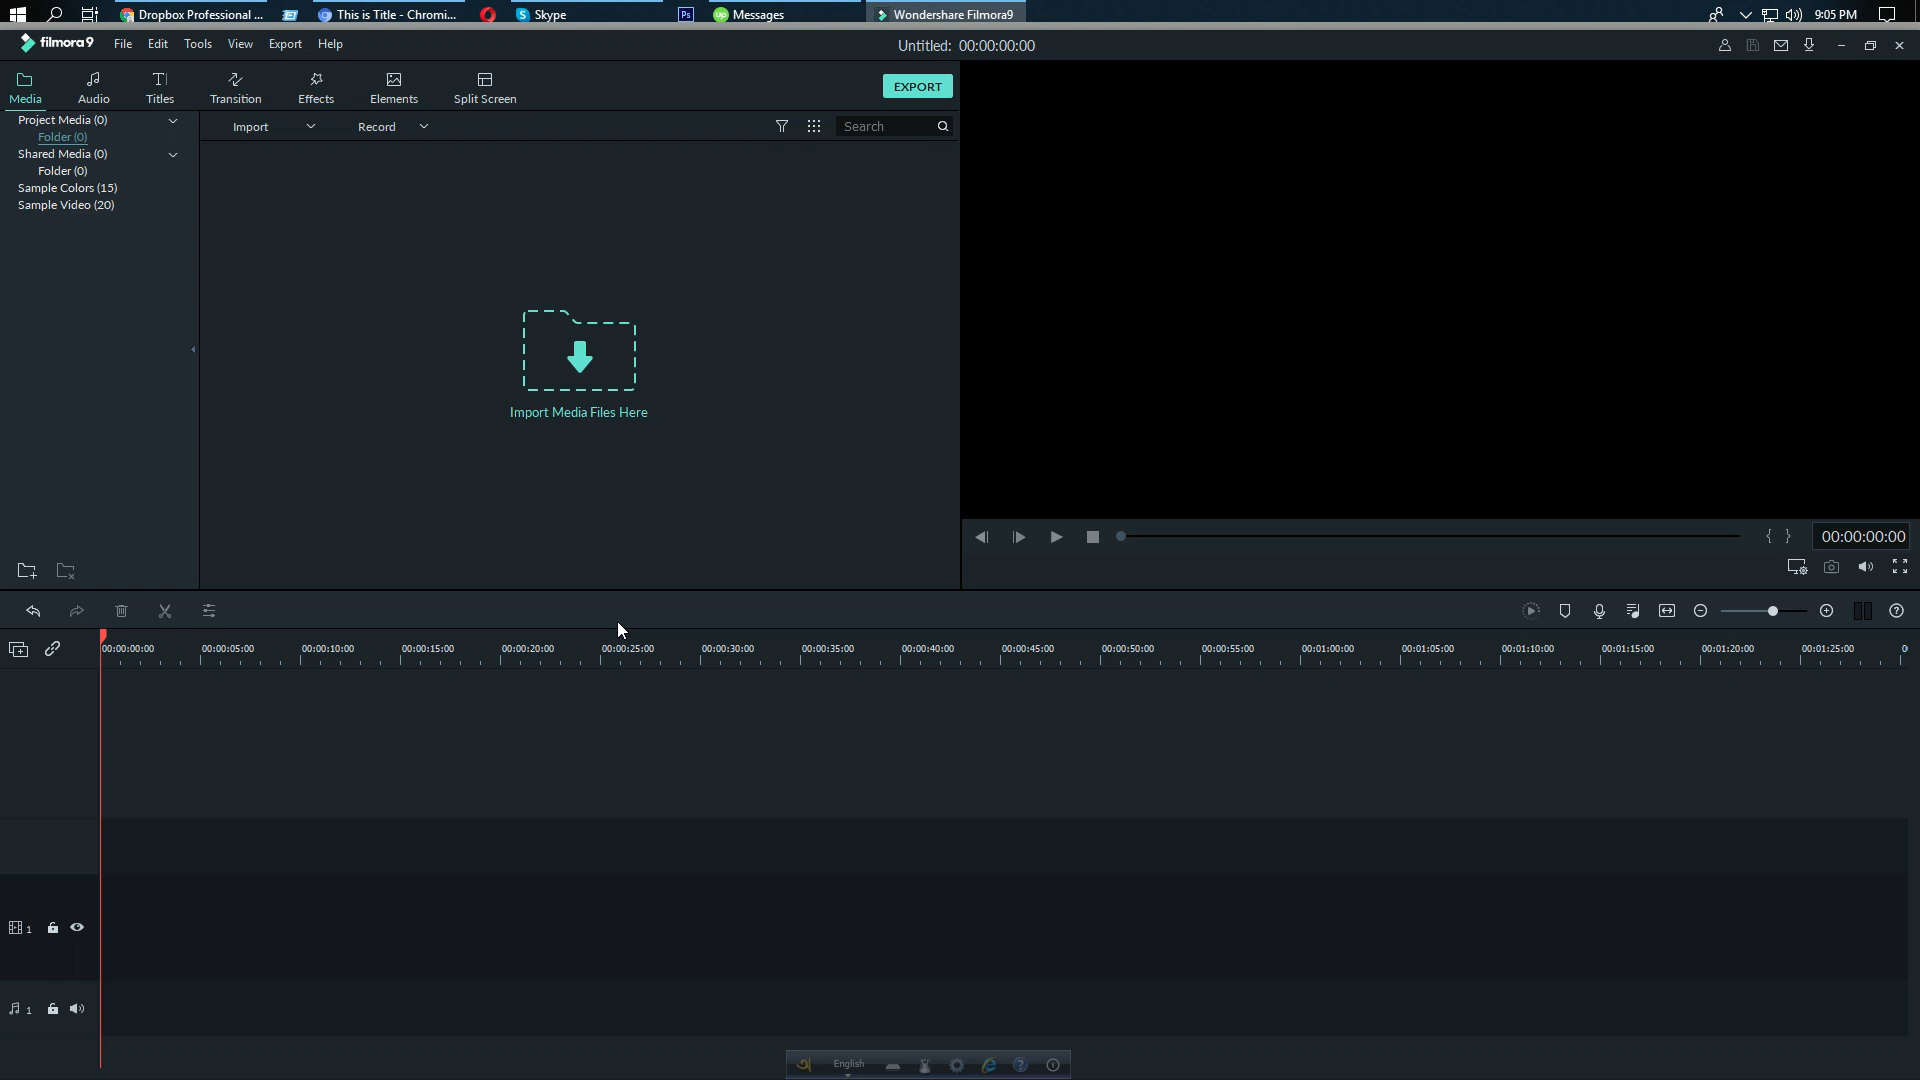 Dropbox Professional ... This is Title - Chromi... Skype Ps Up Messages Wondershare Filmora9 9:05 PM
filmora9 File Edit Tools View Export Help Untitled: 00:00:00:00
Media Audio Titles Transition Effects Elements Split Screen EXPORT
Project Media (0) Import Record Search
Folder (0)
Shared Media (0)
Folder (0)
Sample Colors (15)
Sample Video (20)
Import Media Files Here
{ } 00:00:00:00
00:00:00:00 00:00:05:00 00:00:10:00 00:00:15:00 00:00:20:00 00:00:25:00 00:00:30:00 00:00:35:00 00:00:40:00 00:00:45:00 00:00:50:00 00:00:55:00 00:01:00:00 00:01:05:00 00:01:10:00 00:01:15:00 00:01:20:00 00:01:25:00
1
1
English